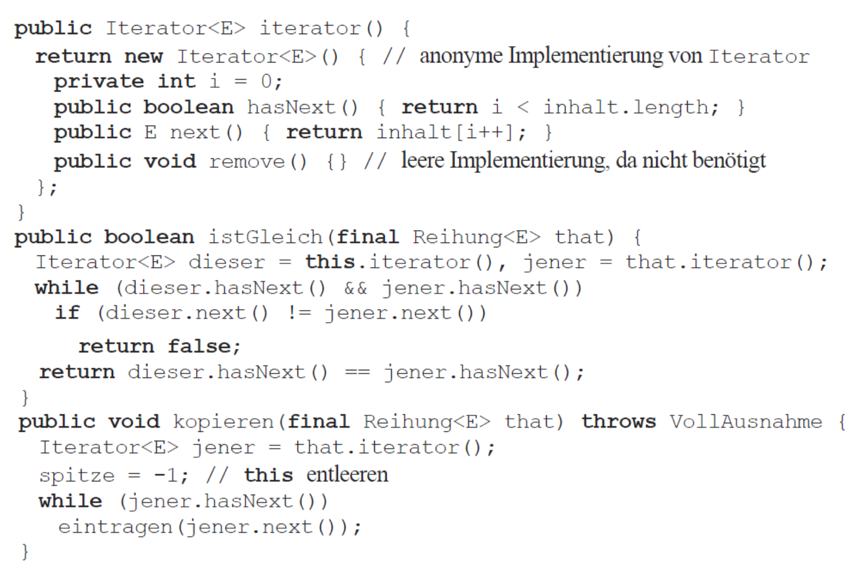 public Iterator<E> iterator() {
return new Iterator<E>() { // anonyme Implementierung von Iterator
private int i = 0;
public boolean hasNext() { return i < inhalt.length; }
public E next() { return inhalt[i++]; }
public void remove() {} // leere Implementierung, da nicht benötigt
};
}
public boolean istGleich(final Reihung<E> that) {
Iterator<E> dieser = this.iterator(), jener = that.iterator();
while (dieser.hasNext() && jener.hasNext())
if (dieser.next() != jener.next())
return false;
return dieser.hasNext() == jener.hasNext();
}
public void kopieren(final Reihung<E> that) throws VollAusnahme {
Iterator<E> jener = that.iterator();
spitze = -1; // this entleeren
while (jener.hasNext())
eintragen(jener.next());
}